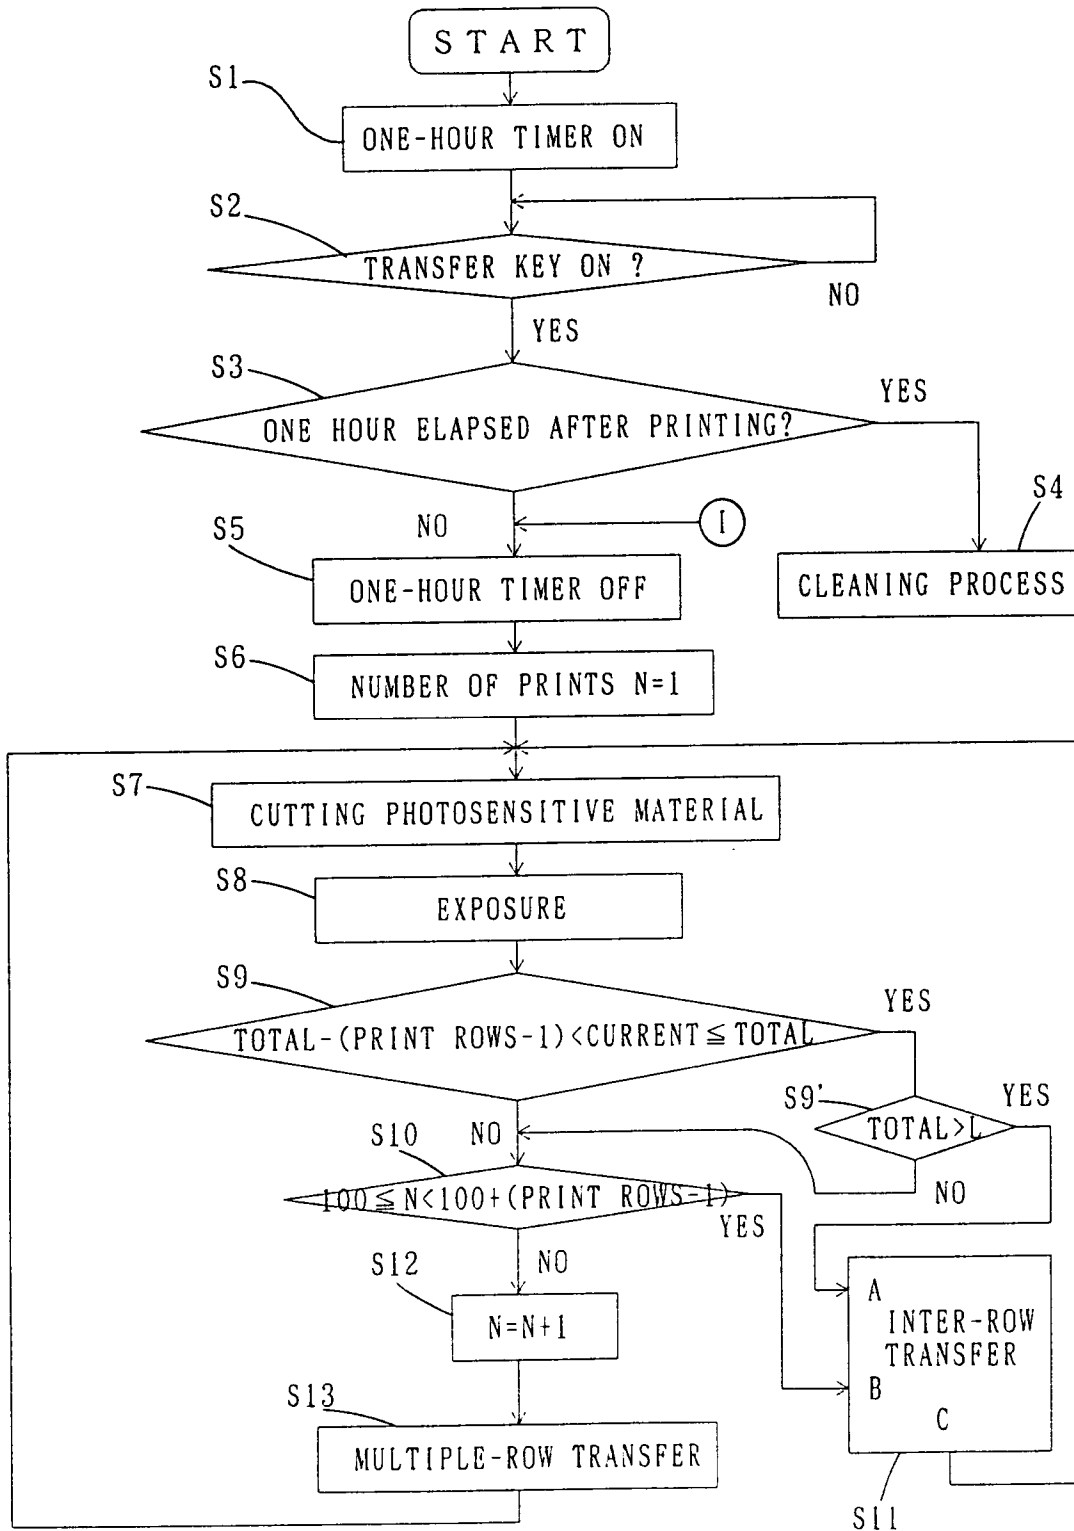 START
S1
ONE-HOUR TIMER ON
S2
TRANSFER KEY ON ?
NO
YES
S3
YES
ONE HOUR ELAPSED AFTER PRINTING?
S4
NO
I
S5
ONE-HOUR TIMER OFF
CLEANING PROCESS
S6
NUMBER OF PRINTS N=1
S7
CUTTING PHOTOSENSITIVE MATERIAL
S8
EXPOSURE
S9
YES
TOTAL-(PRINT ROWS-1)<CURRENT≦TOTAL
S9'
YES
TOTAL>L
S10
NO
NO
100≦N<100+(PRINT ROWS-1)
YES
S12
NO
N=N+1
A
INTER-ROW
TRANSFER
B
C
S13
MULTIPLE-ROW TRANSFER
S11